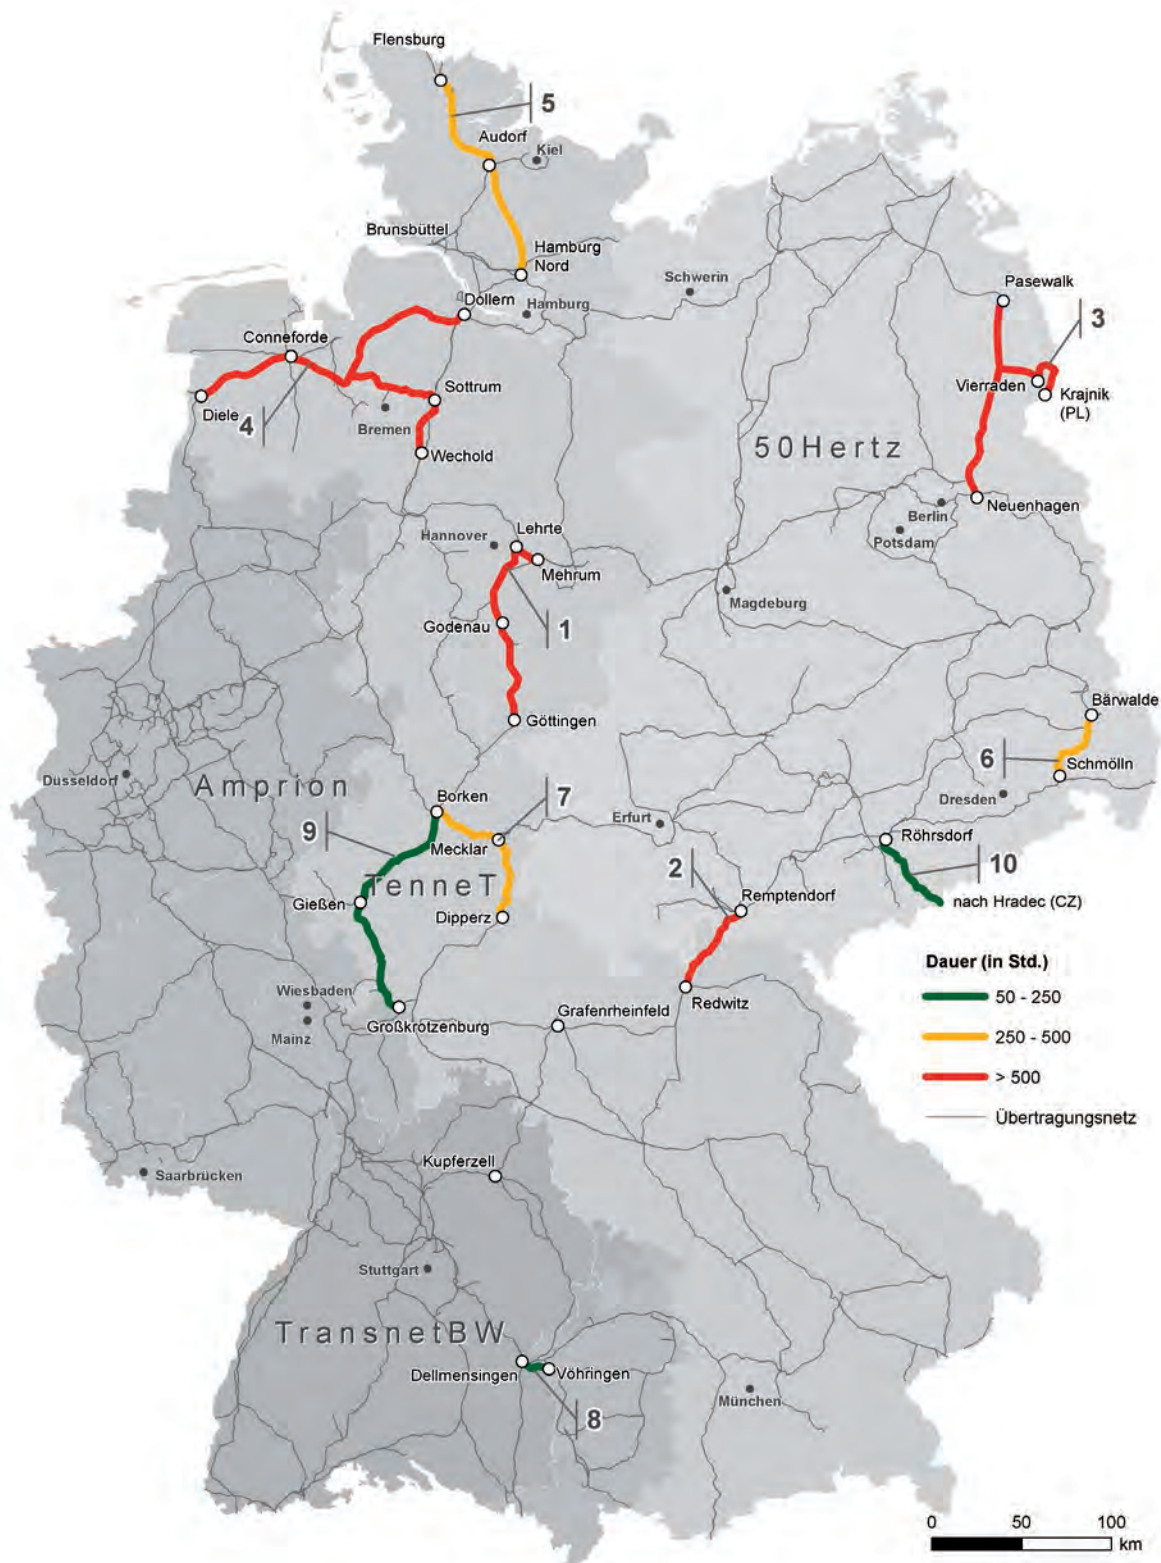 Flensburg
5
Audorf
Kiel
Brunsbüttel
Hamburg
Nord
Schwerin
Pasewalk
Dollern
Hamburg
3
Conneforde
Vierraden
Krajnik
(PL)
Sottrum
Diele
4
Bremen
50Hertz
Wechold
Neuenhagen
Berlin
Lehrte
Hannover
Potsdam
Mehrum
Magdeburg
Godenau
1
Bärwalde
Göttingen
6
Schmölln
Dusseldorf
Amprion
Borken
7
Dresden
9
Erfurt
Mecklar
Röhrsdorf
10
2
TenneT
Remptendorf
Gießen
nach Hradec (CZ)
Dipperz
Dauer (in Std.)
Wiesbaden
50 - 250
Redwitz
Großkrotzenburg
Grafenrheinfeld
Mainz
250 - 500
> 500
Übertragungsnetz
Kupferzell
Saarbrücken
Stuttgart
TransnetBW
Dellmensingen
Vöhringen
München
8
0 50 100
km